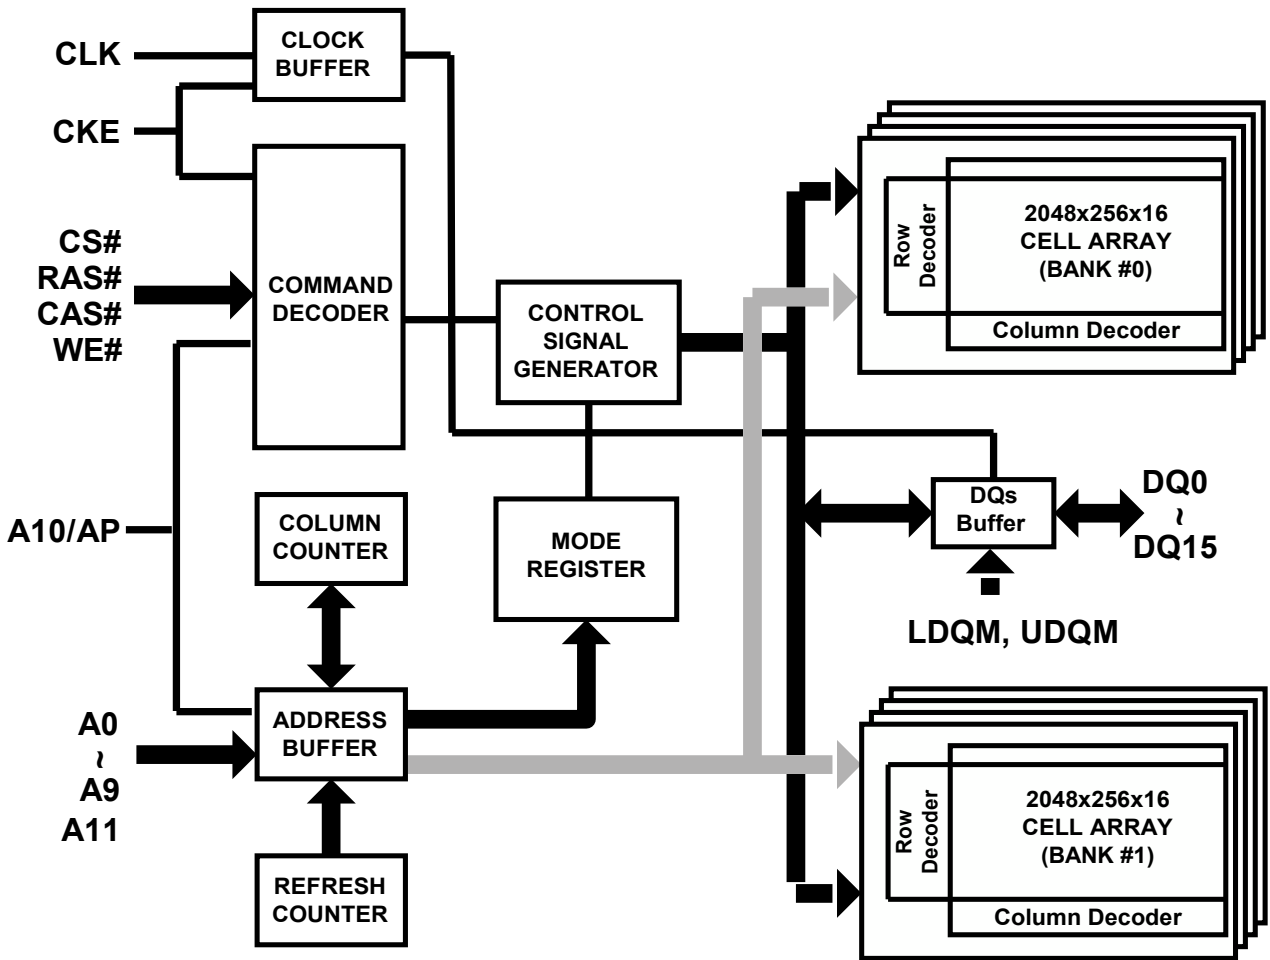 CLK
CLOCK
BUFFER
CKE
CS#
RAS#
CAS#
WE#
COMMAND
DECODER
CONTROL
SIGNAL
GENERATOR
Row
Decoder
2048x256x16
CELL ARRAY
(BANK #0)
Column Decoder
A10/AP
COLUMN
COUNTER
MODE
REGISTER
DQs
Buffer
DQ0
~
DQ15
LDQM, UDQM
A0
~
A9
A11
ADDRESS
BUFFER
REFRESH
COUNTER
Row
Decoder
2048x256x16
CELL ARRAY
(BANK #1)
Column Decoder